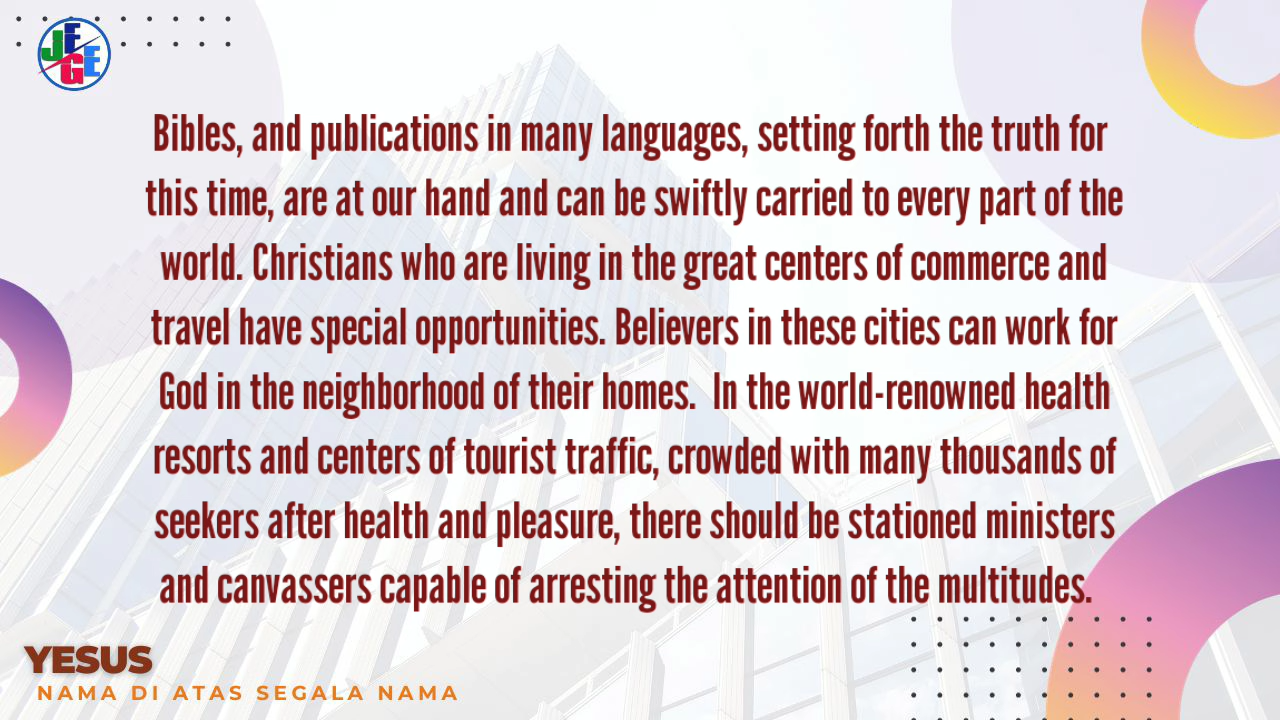 JEGE
Bibles, and publications in many languages, setting forth the truth for
this time, are at our hand and can be swiftly carried to every part of the
world. Christians who are living in the great centers of commerce and
travel have special opportunities. Believers in these cities can work for
God in the neighborhood of their homes.  In the world-renowned health
resorts and centers of tourist traffic, crowded with many thousands of
seekers after health and pleasure, there should be stationed ministers
and canvassers capable of arresting the attention of the multitudes.
YESUS
NAMA DI ATAS SEGALA NAMA